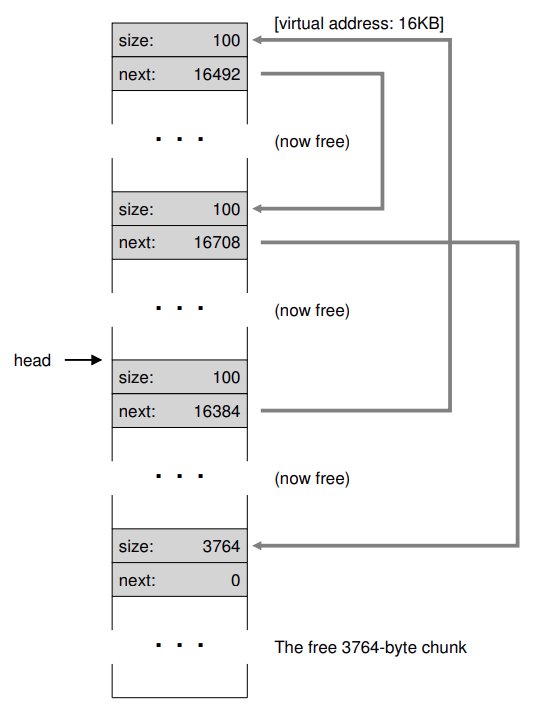 [virtual address: 16KB]
size: 100
next: 16492
. . .
(now free)
size: 100
next: 16708
. . .
(now free)
head
size: 100
next: 16384
. . .
(now free)
size: 3764
next: 0
. . .
The free 3764-byte chunk